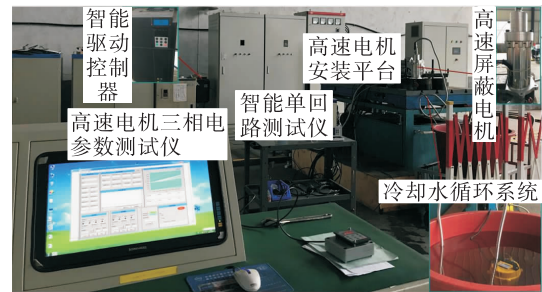 智能
驱动
控制
器
高速电机
安装平台
高
速
屏
蔽
电
机
智能单回
路测试仪
高速电机三相电
参数测试仪
冷却水循环系统